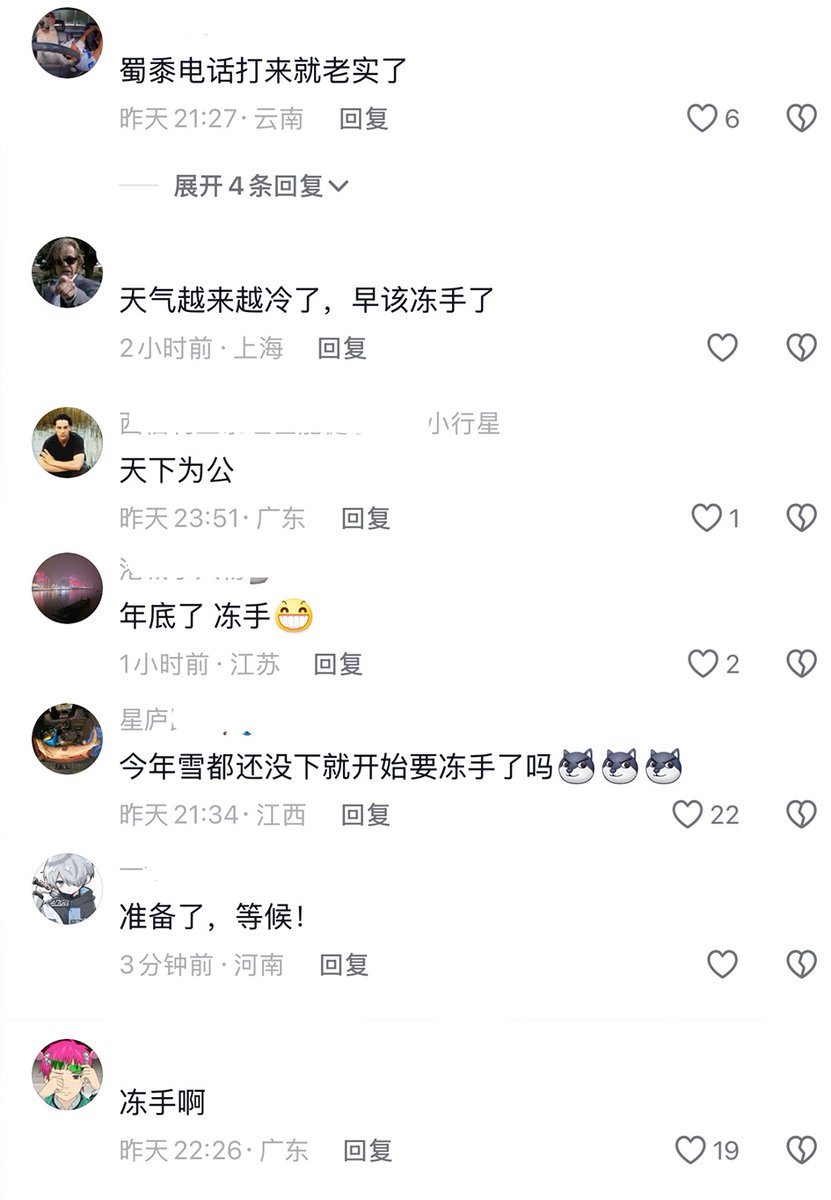 蜀黍电话打来就老实了
昨天 21:27· 云南 回复
6
展开 4 条回复
天气越来越冷了，早该冻手了
2小时前 · 上海 回复
小行星
天下为公
昨天 23:51· 广东 回复
1
年底了 冻手😁
1小时前 · 江苏 回复
2
星庐
今年雪都还没下就开始要冻手了吗
昨天 21:34· 江西 回复
22
准备了，等候！
3分钟前 · 河南 回复
冻手啊
昨天 22:26· 广东 回复
19